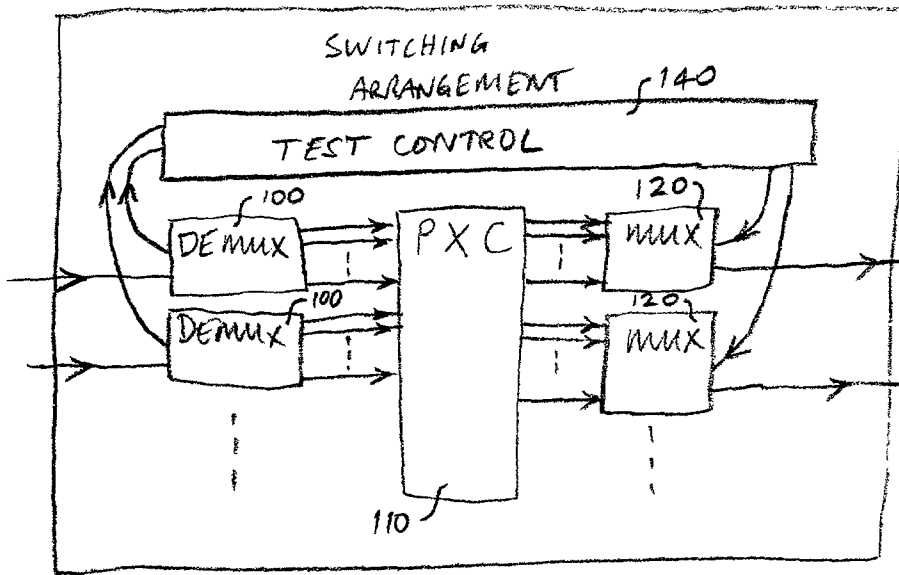 SWITCHING
ARRANGEMENT
140
TEST CONTROL
100
120
DEMUX
PXC
MUX
100
120
DEMUX
MUX
110